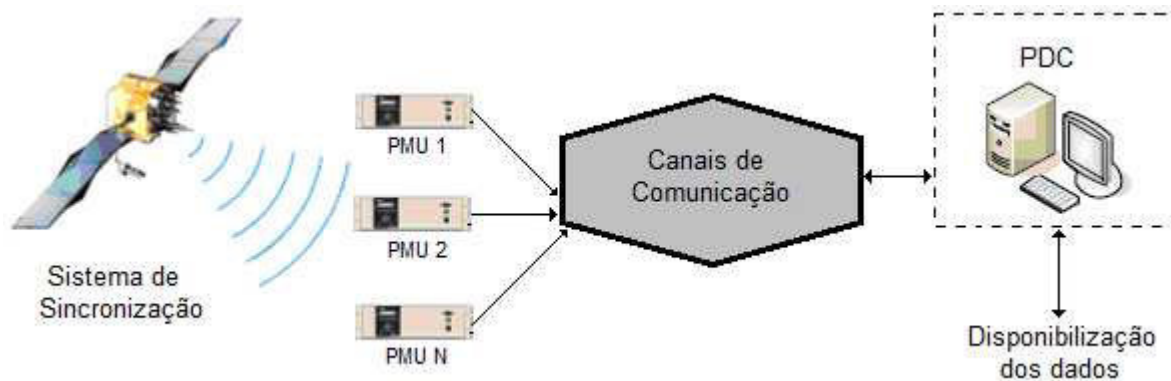 PDC
PMU 1
Canais de
Comunicação
PMU 2
Sistema de
Sincronização
PMU N
Disponibilização
dos dados